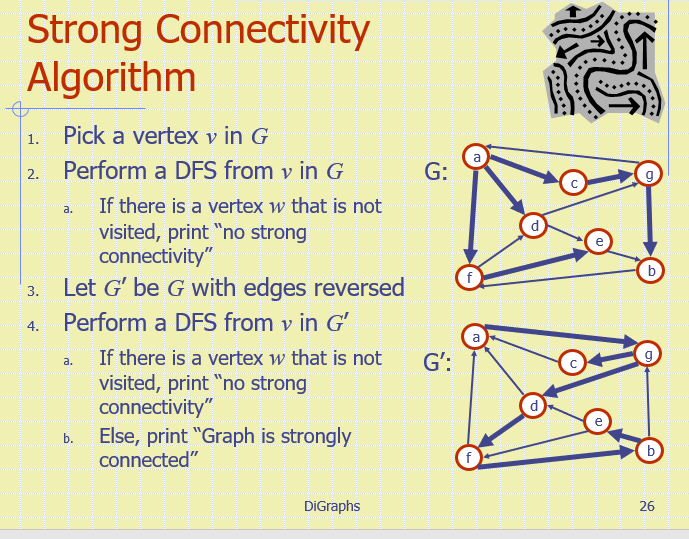 Strong Connectivity
Algorithm
1. Pick a vertex v in G
2. Perform a DFS from v in G
a. If there is a vertex w that is not
visited, print “no strong
connectivity”
3. Let G’ be G with edges reversed
4. Perform a DFS from v in G’
a. If there is a vertex w that is not
visited, print “no strong
connectivity”
b. Else, print “Graph is strongly
connected”
G:
a
c
g
d
e
f
b
G’:
a
c
g
d
e
f
b
DiGraphs
26